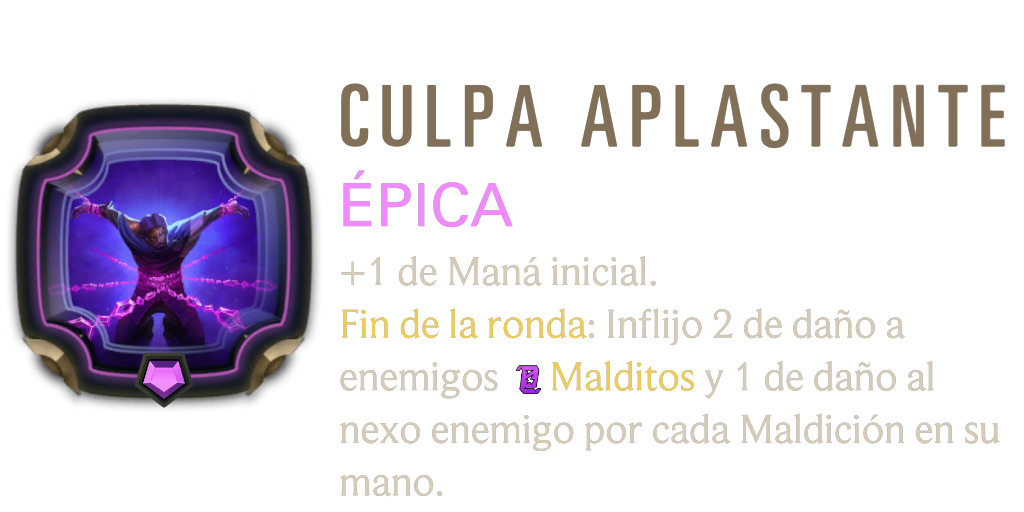 CULPA APLASTANTE
ÉPICA
+1 de Maná inicial.
Fin de la ronda: Inflijo 2 de daño a
enemigos Malditos y 1 de daño al
nexo enemigo por cada Maldición en su
mano.